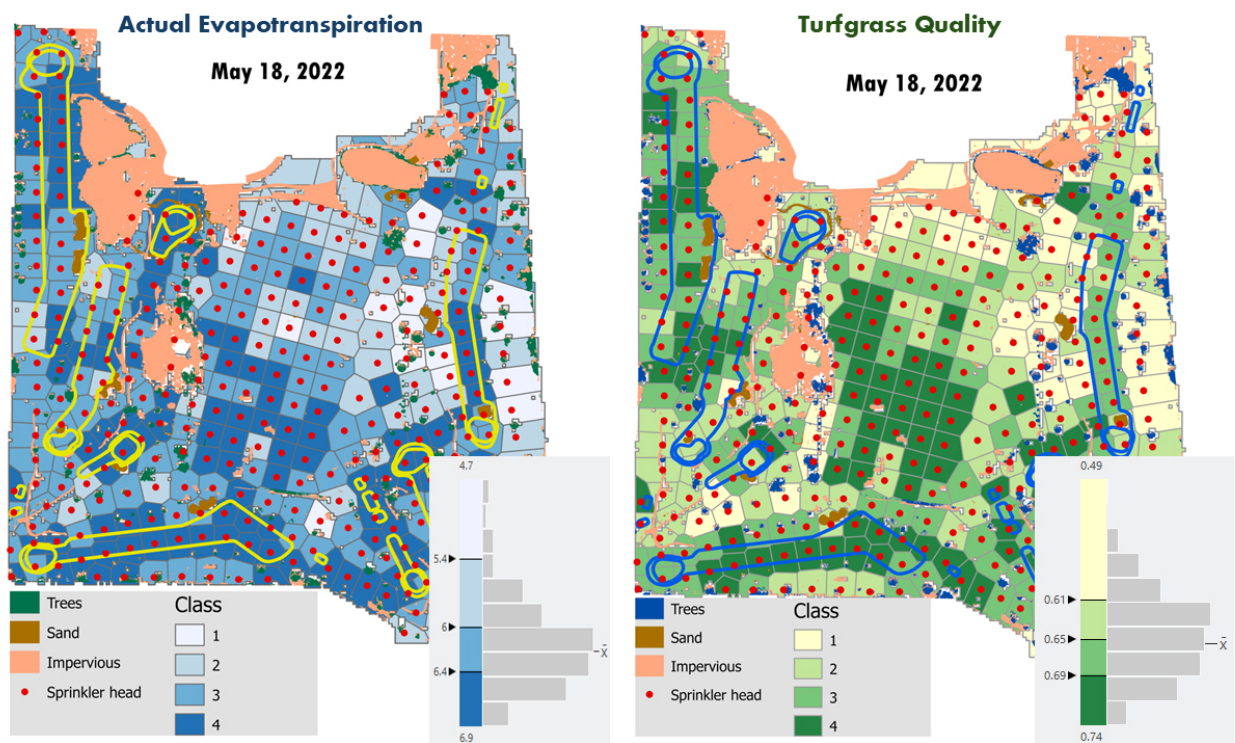 Actual Evapotranspiration
May 18, 2022
4.7
5.4
6
6.4
6.9
x̄
Trees
Sand
Impervious
Sprinkler head
Class
1
2
3
4
Turfgrass Quality
May 18, 2022
0.49
0.61
0.65
0.69
0.74
x̄
Trees
Sand
Impervious
Sprinkler head
Class
1
2
3
4